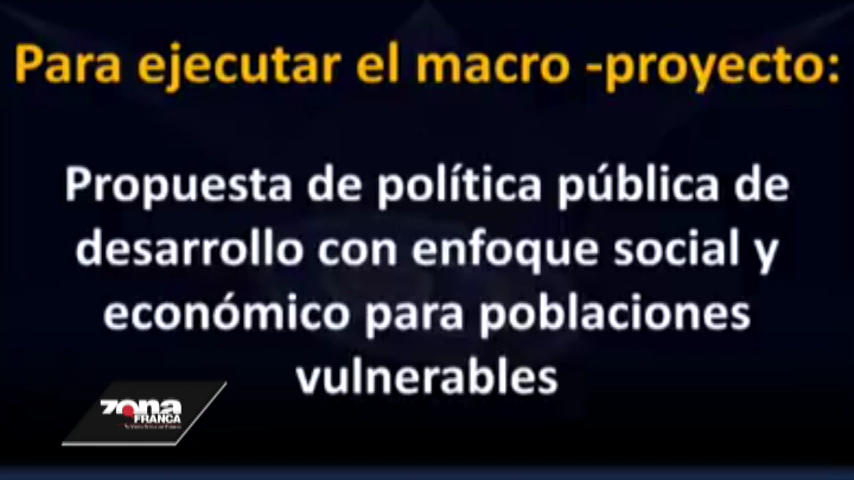 Para ejecutar el macro -proyecto:
Propuesta de política pública de
desarrollo con enfoque social y
económico para poblaciones
vulnerables
ZONA
FRANCA